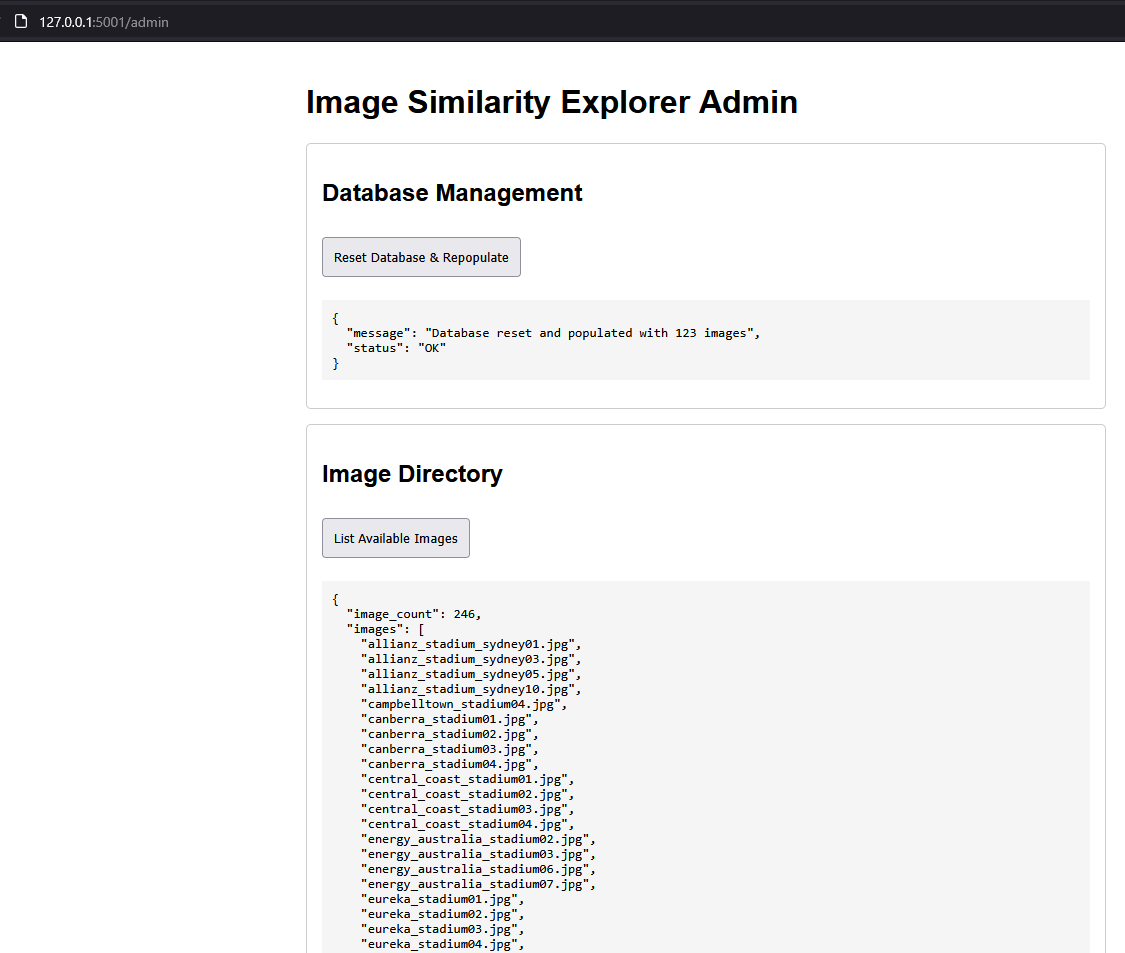 127.0.0.1:5001/admin
Image Similarity Explorer Admin
Database Management
Reset Database & Repopulate
{
"message": "Database reset and populated with 123 images",
"status": "OK"
}
Image Directory
List Available Images
{
"image_count": 246,
"images": [
"allianz_stadium_sydney01.jpg",
"allianz_stadium_sydney03.jpg",
"allianz_stadium_sydney05.jpg",
"allianz_stadium_sydney10.jpg",
"campbelltown_stadium04.jpg",
"canberra_stadium01.jpg",
"canberra_stadium02.jpg",
"canberra_stadium03.jpg",
"canberra_stadium04.jpg",
"central_coast_stadium01.jpg",
"central_coast_stadium02.jpg",
"central_coast_stadium03.jpg",
"central_coast_stadium04.jpg",
"energy_australia_stadium02.jpg",
"energy_australia_stadium03.jpg",
"energy_australia_stadium06.jpg",
"energy_australia_stadium07.jpg",
"eureka_stadium01.jpg",
"eureka_stadium02.jpg",
"eureka_stadium03.jpg",
"eureka_stadium04.jpg",